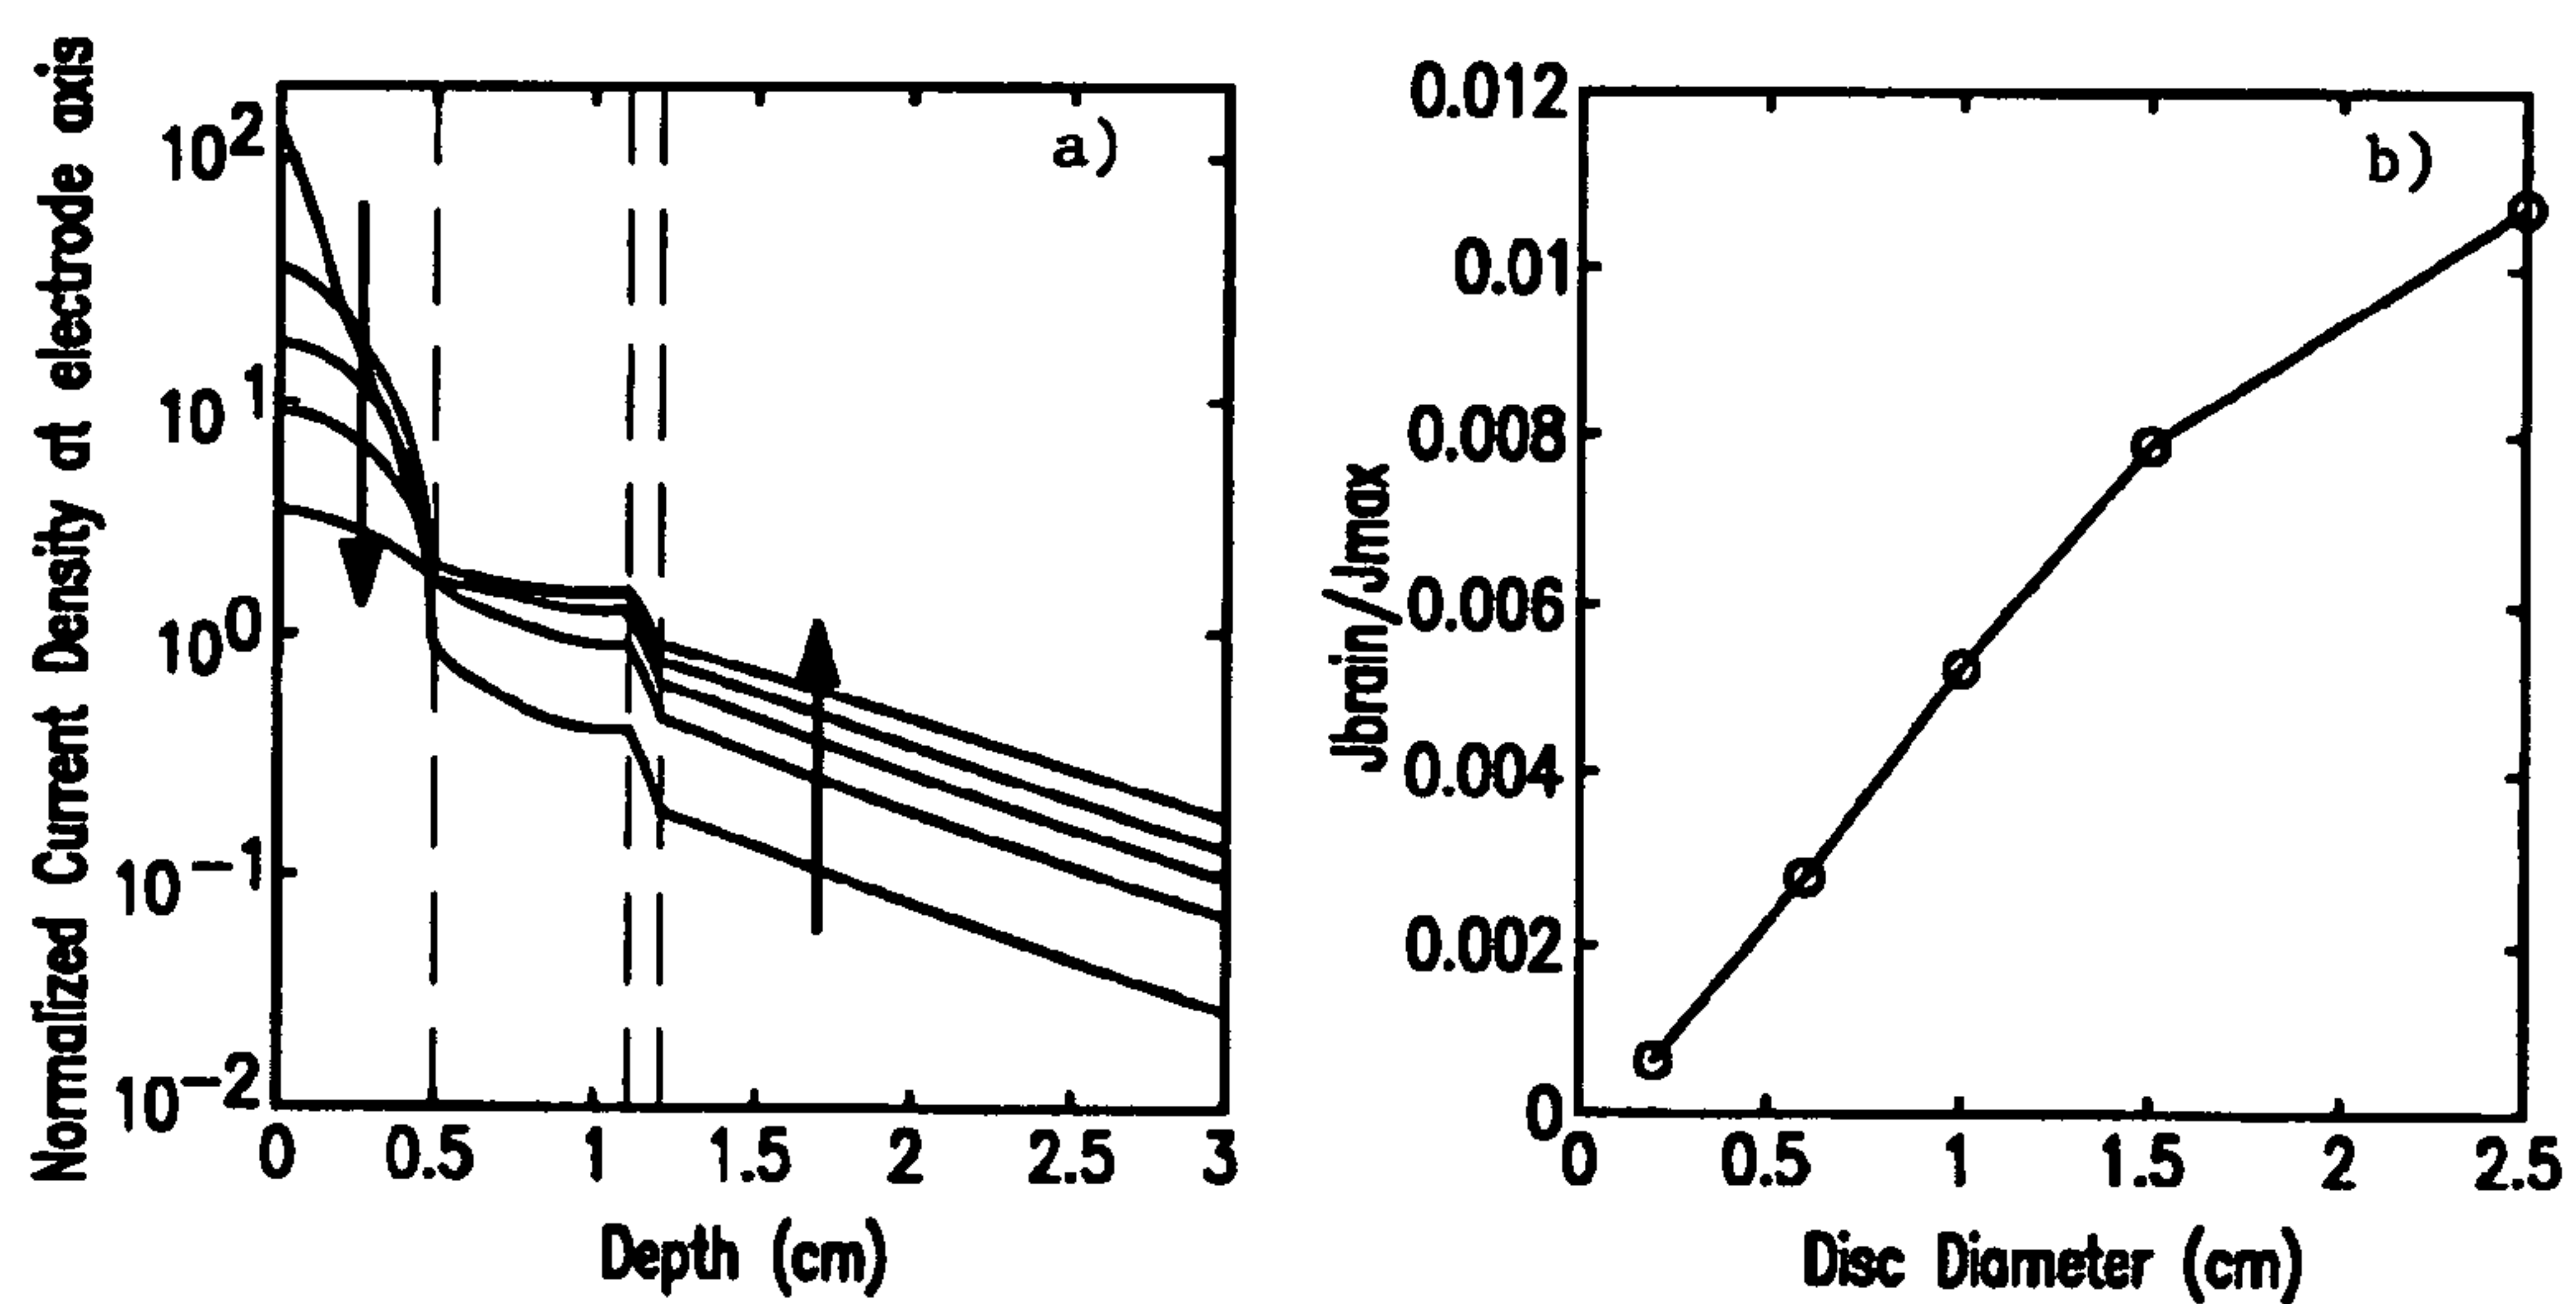 a)
Normalized Current Density at electrode axis
10²
10¹
10⁰
10⁻¹
10⁻²
0 0.5 1 1.5 2 2.5 3
Depth (cm)
b)
Jbrain/Jmax
0.012
0.01
0.008
0.006
0.004
0.002
0
0 0.5 1 1.5 2 2.5
Disc Diameter (cm)